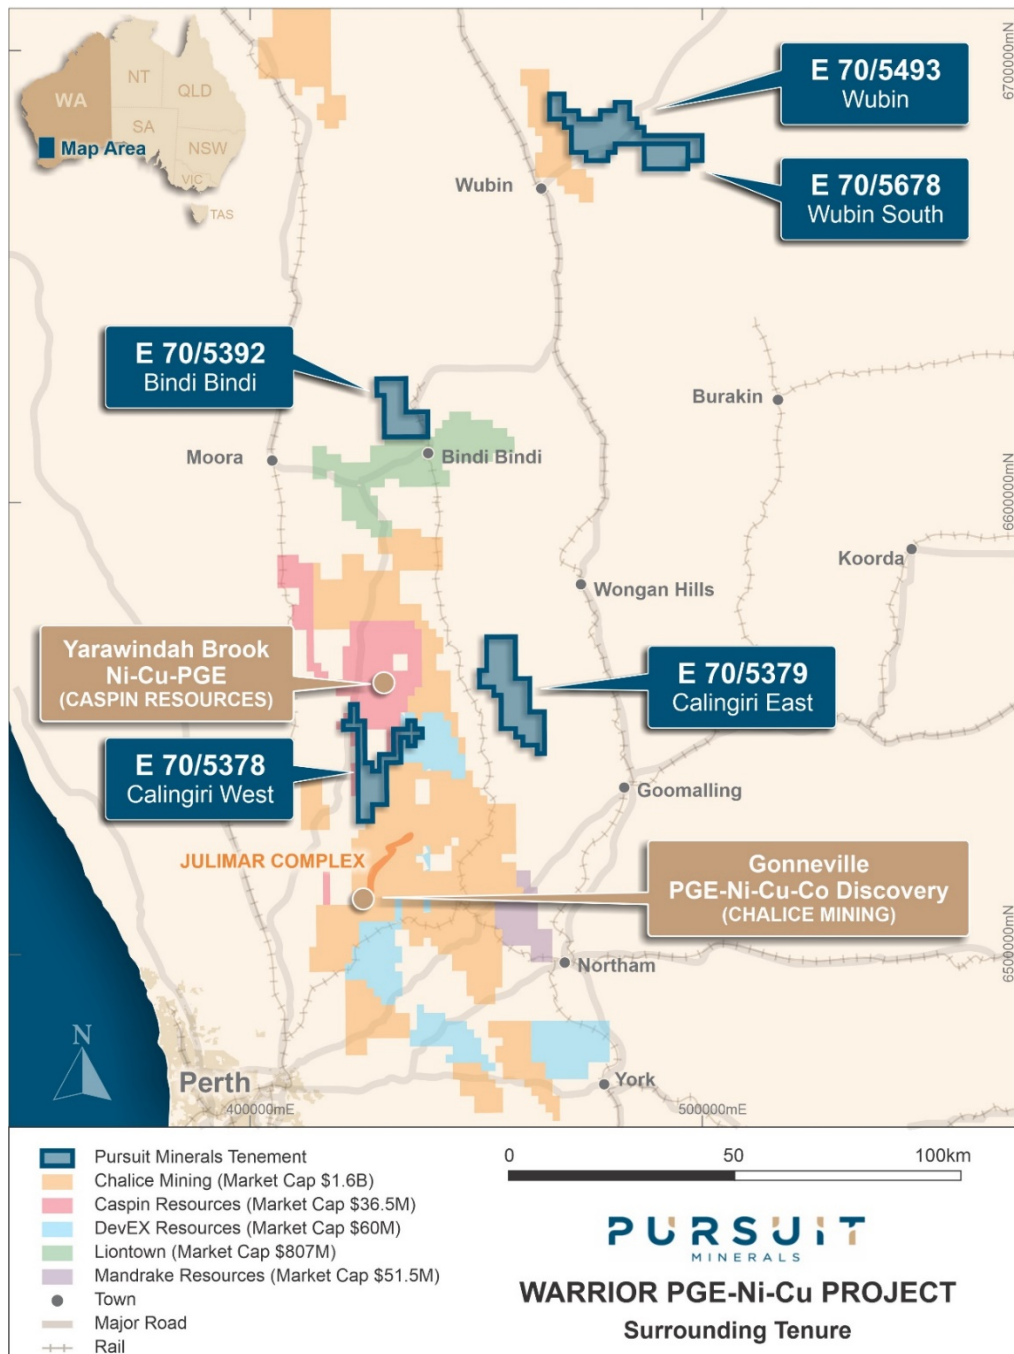 NT
QLD
WA
SA
NSW
VIC
TAS
Map Area
6700000mN
E 70/5493
Wubin
Wubin
E 70/5678
Wubin South
E 70/5392
Bindi Bindi
Burakin
Moora
Bindi Bindi
6600000mN
Koorda
Wongan Hills
Yarawindah Brook
Ni-Cu-PGE
(CASPIN RESOURCES)
E 70/5379
Calingiri East
E 70/5378
Calingiri West
Goomalling
JULIMAR COMPLEX
Gonneville
PGE-Ni-Cu-Co Discovery
(CHALICE MINING)
Northam
6500000mN
N
Perth
York
400000mE
500000mE
Pursuit Minerals Tenement
Chalice Mining (Market Cap $1.6B)
Caspin Resources (Market Cap $36.5M)
DevEX Resources (Market Cap $60M)
Liontown (Market Cap $807M)
Mandrake Resources (Market Cap $51.5M)
Town
Major Road
Rail
0 50 100km
PURSUIT
MINERALS
WARRIOR PGE-Ni-Cu PROJECT
Surrounding Tenure